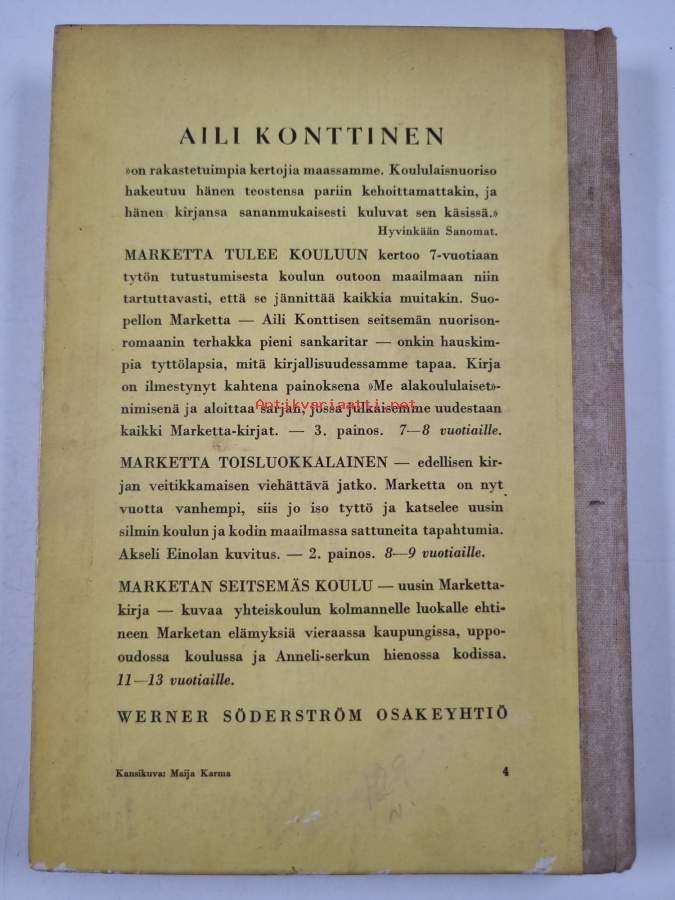 AILI KONTTINEN
»on rakastetuimpia kertojia maassamme. Koululaisnuoriso
hakeutuu hänen teostensa pariin kehoittamattakin, ja
hänen kirjansa sananmukaisesti kuluvat sen käsissä.»
Hyvinkään Sanomat.
MARKETTA TULEE KOULUUN kertoo 7-vuotiaan
tytön tutustumisesta koulun outoon maailmaan niin
tartuttavasti, että se jännittää kaikkia muitakin. Suo-
pellon Marketta — Aili Konttisen seitsemän nuorison-
romaanin terhakka pieni sankaritar — onkin hauskim-
pia tyttölapsia, mitä kirjallisuudessamme tapaa. Kirja
on ilmestynyt kahtena painoksena »Me alakoululaiset»-
Antikvariaatti.net
nimisenä ja aloittaa sarjan, jossa julkaisemme uudestaan
kaikki Marketta-kirjat. — 3. painos. 7—8 vuotiaille.
MARKETTA TOISLUOKKALAINEN — edellisen kir-
jan veitikkamaisen viehättävä jatko. Marketta on nyt
vuotta vanhempi, siis jo iso tyttö ja katselee uusin
silmin koulun ja kodin maailmassa sattuneita tapahtumia.
Akseli Einolan kuvitus. — 2. painos. 8—9 vuotiaille.
MARKETAN SEITSEMÄS KOULU — uusin Marketta-
kirja — kuvaa yhteiskoulun kolmannelle luokalle ehti-
neen Marketan elämyksiä vieraassa kaupungissa, uppo-
oudossa koulussa ja Anneli-serkun hienossa kodissa.
11—13 vuotiaille.
WERNER SÖDERSTRÖM OSAKEYHTIÖ
Kansikuva: Maija Karma 4